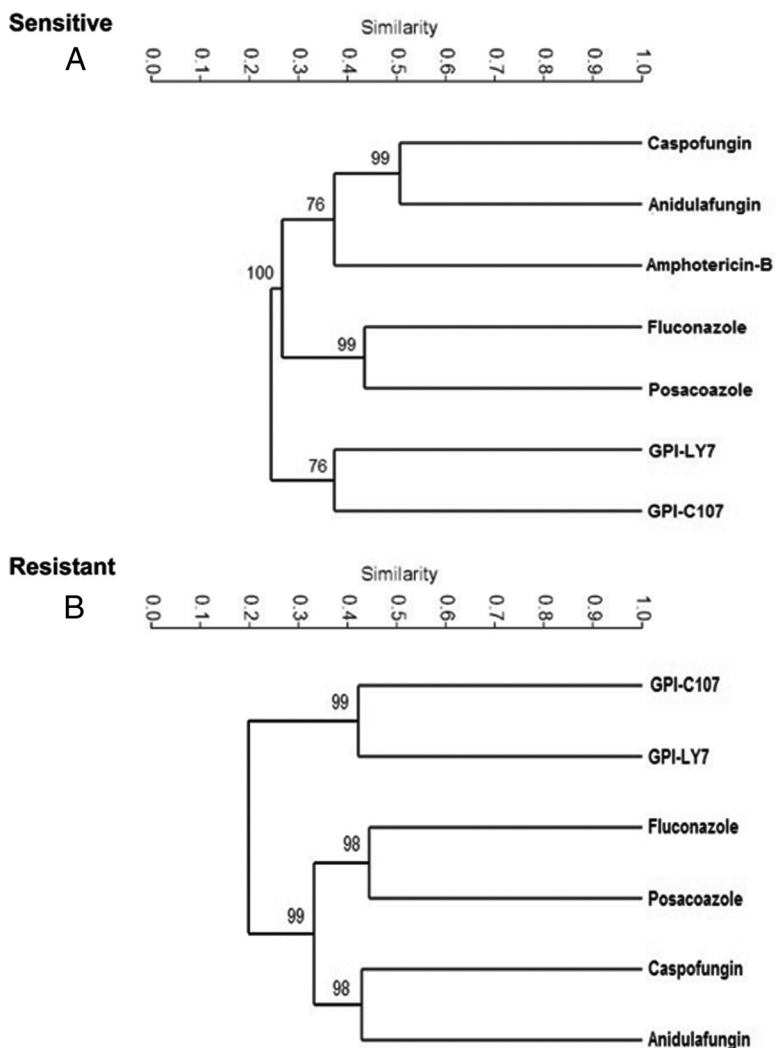 Sensitive
A
Similarity
0.0 0.1 0.2 0.3 0.4 0.5 0.6 0.7 0.8 0.9 1.0
99
Caspofungin
Anidulafungin
76
Amphotericin-B
100
Fluconazole
99
Posacoazole
GPI-LY7
76
GPI-C107
Resistant
B
Similarity
0.0 0.1 0.2 0.3 0.4 0.5 0.6 0.7 0.8 0.9 1.0
GPI-C107
99
GPI-LY7
Fluconazole
98
Posacoazole
99
Caspofungin
98
Anidulafungin